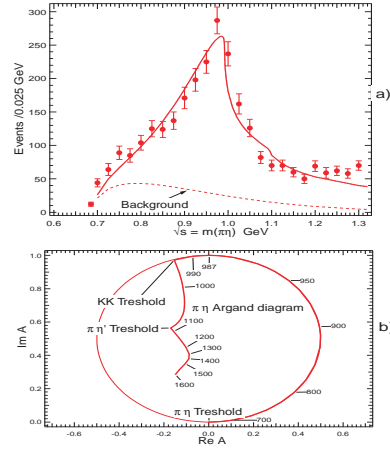 300
250
200
150
100
50
0
Events /0.025 GeV
a)
Background
0.6 0.7 0.8 0.9 1.0 1.1 1.2 1.3
√s = m(πη) GeV
1.0
0.8
0.6
0.4
0.2
0.0
Im A
b)
990 987
KK Treshold
1000
950
πη Argand diagram
πη' Treshold
1100
900
1200
1300
1400
1500
1600
800
πη Treshold
700
-0.6 -0.4 -0.2 0.0 0.2 0.4 0.6
Re A